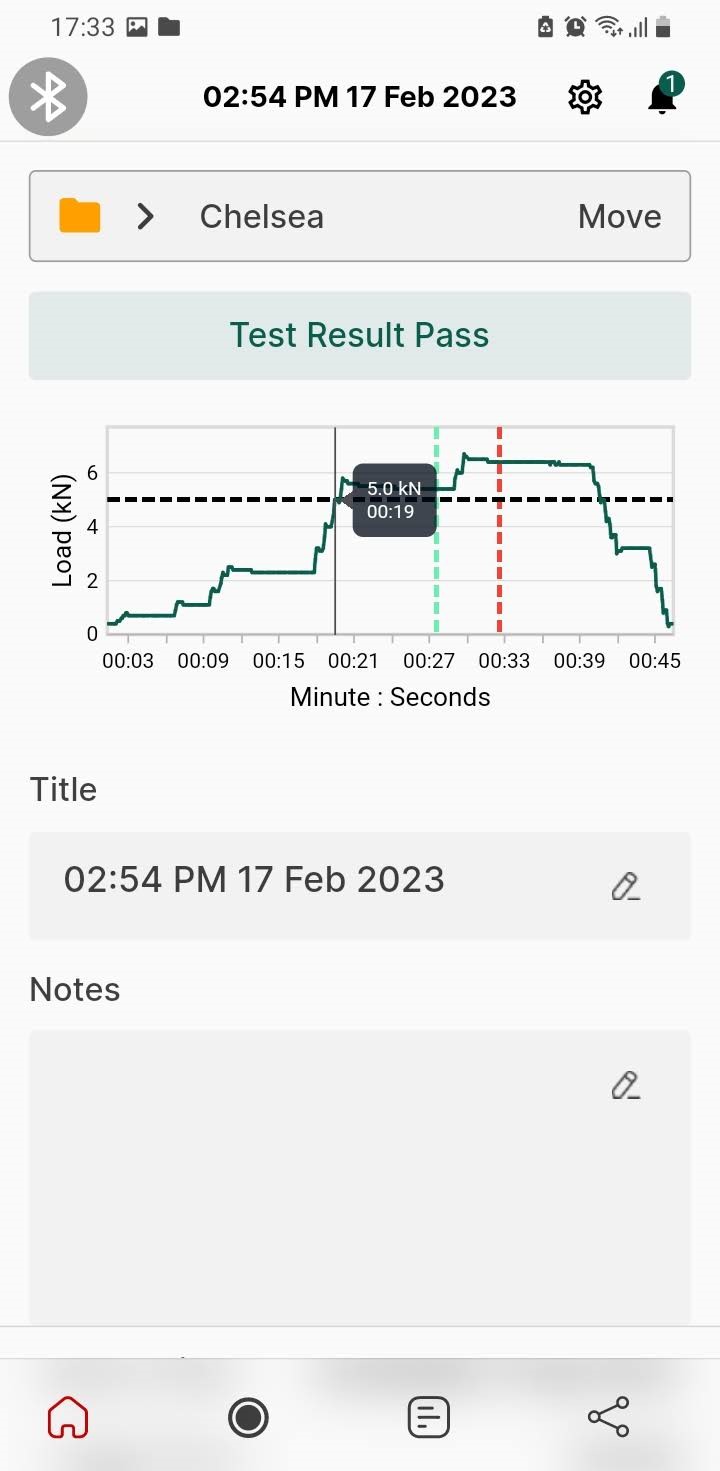 17:33
02:54 PM 17 Feb 2023
1
Chelsea Move
Test Result Pass
Load (kN)
6
4
2
0
5.0 kN
00:19
00:03 00:09 00:15 00:21 00:27 00:33 00:39 00:45
Minute : Seconds
Title
02:54 PM 17 Feb 2023
Notes